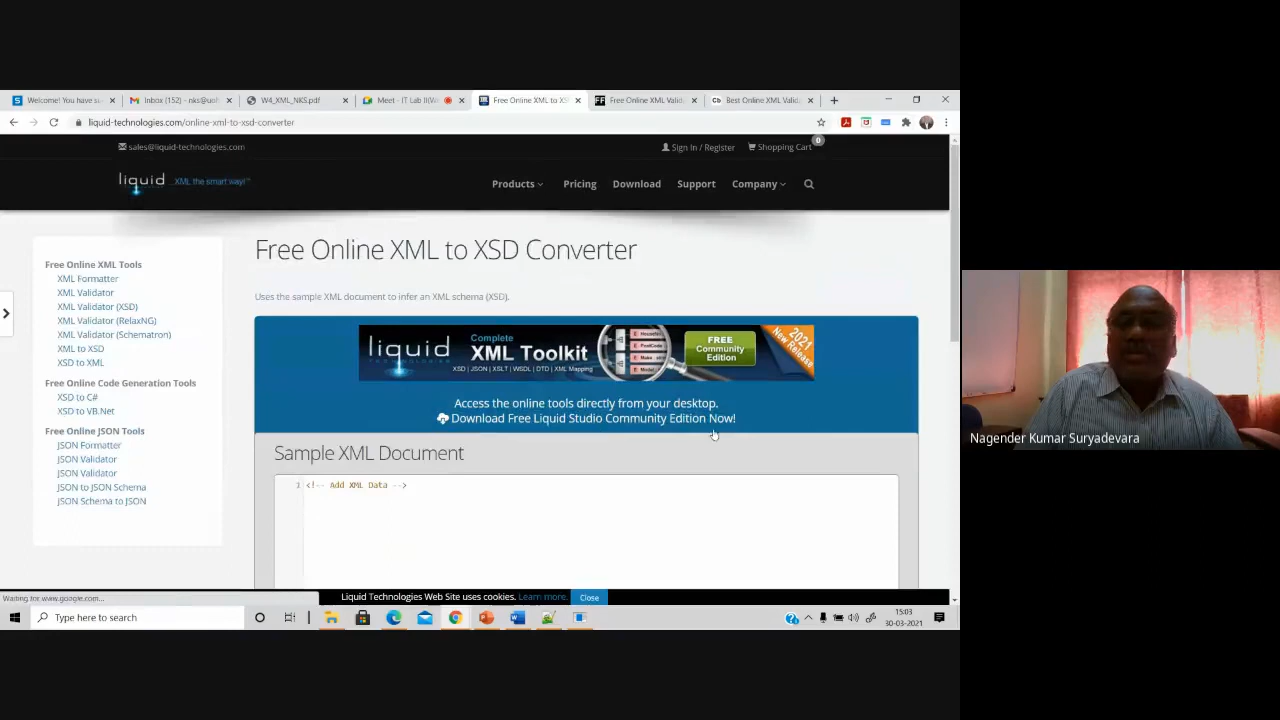 Welcome! You have su
Inbox (152) - nks@uoh
W4_XML_NKS.pdf
Meet - IT Lab II(W
Free Online XML to XS
Free Online XML Valid
Cb Best Online XML Valida
liquid-technologies.com/online-xml-to-xsd-converter
sales@liquid-technologies.com
Sign In / Register
Shopping Cart
0
liquid XML the smart way!
Products
Pricing
Download
Support
Company
Free Online XML to XSD Converter
Uses the sample XML document to infer an XML schema (XSD).
Free Online XML Tools
XML Formatter
XML Validator
XML Validator (XSD)
XML Validator (RelaxNG)
XML Validator (Schematron)
XML to XSD
XSD to XML
Free Online Code Generation Tools
XSD to C#
XSD to VB.Net
Free Online JSON Tools
JSON Formatter
JSON Validator
JSON Validator
JSON to JSON Schema
JSON Schema to JSON
liquid TECHNOLOGIES
Complete
XML Toolkit
XSD | JSON | XSLT | WSDL | DTD | XML Mapping
FREE
Community
Edition
2021
New Release
Access the online tools directly from your desktop.
Download Free Liquid Studio Community Edition Now!
Sample XML Document
1 <!-- Add XML Data -->
Waiting for www.google.com...
Liquid Technologies Web Site uses cookies. Learn more. Close
Type here to search
15:03
30-03-2021
Nagender Kumar Suryadevara